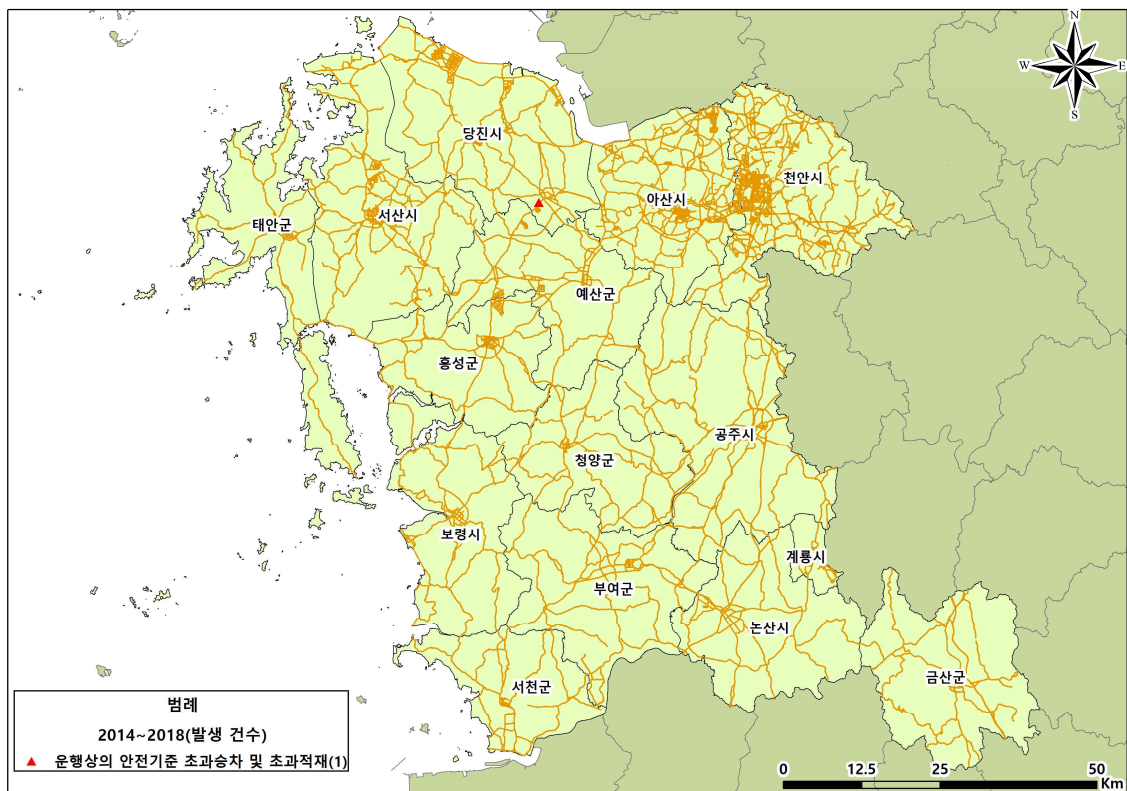 N
W E
S
당진시
천안시
아산시
서산시
태안군
예산군
홍성군
공주시
청양군
보령시
계룡시
부여군
논산시
금산군
서천군
범례
2014~2018(발생 건수)
운행상의 안전기준 초과승차 및 초과적재(1)
0 12.5 25 50
Km